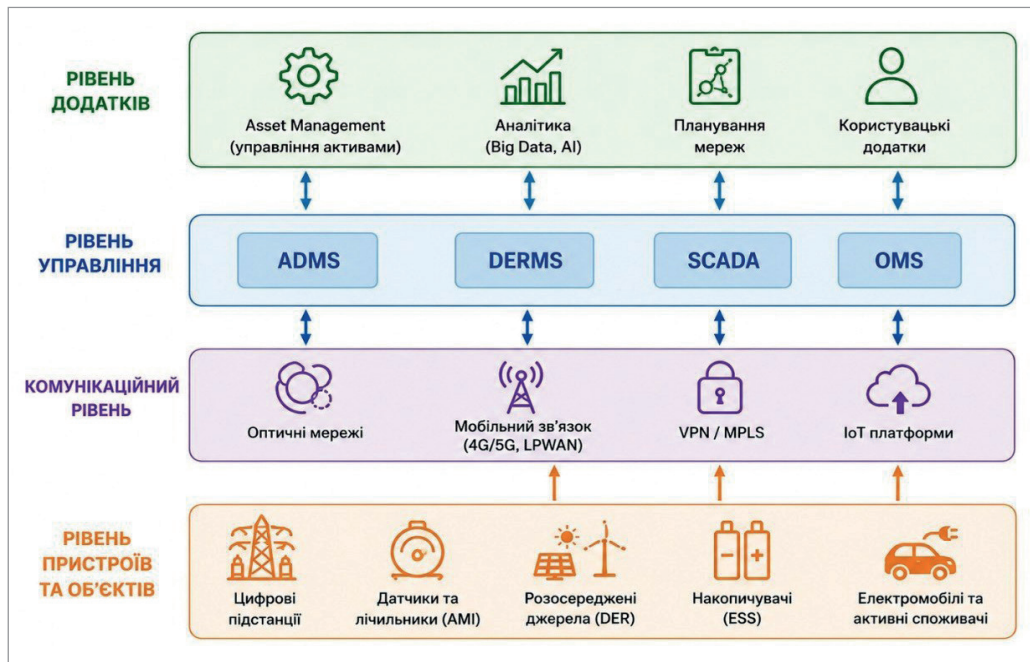 РІВЕНЬ
ДОДАТКІВ
Asset Management
(управління активами)
Аналітика
(Big Data, AI)
Планування
мереж
Користувацькі
додатки
РІВЕНЬ
УПРАВЛІННЯ
ADMS
DERMS
SCADA
OMS
КОМУНІКАЦІЙНИЙ
РІВЕНЬ
Оптичні мережі
Мобільний зв’язок
(4G/5G, LPWAN)
VPN / MPLS
IoT платформи
РІВЕНЬ
ПРИСТРОЇВ
ТА ОБ’ЄКТІВ
Цифрові
підстанції
Датчики та
лічильники (AMI)
Розосереджені
джерела (DER)
Накопичувачі
(ESS)
Електромобілі та
активні споживачі